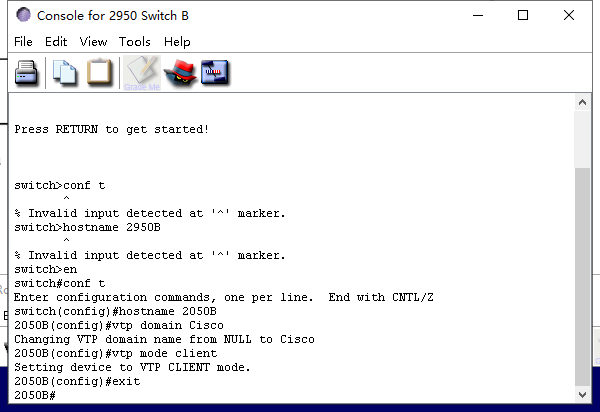 Console for 2950 Switch B
File Edit View Tools Help
Grade Me
Press RETURN to get started!
switch>conf t
^
% Invalid input detected at '^' marker.
switch>hostname 2950B
^
% Invalid input detected at '^' marker.
switch>en
switch#conf t
Enter configuration commands, one per line.  End with CNTL/Z
switch(config)#hostname 2050B
2050B(config)#vtp domain Cisco
Changing VTP domain name from NULL to Cisco
2050B(config)#vtp mode client
Setting device to VTP CLIENT mode.
2050B(config)#exit
2050B#